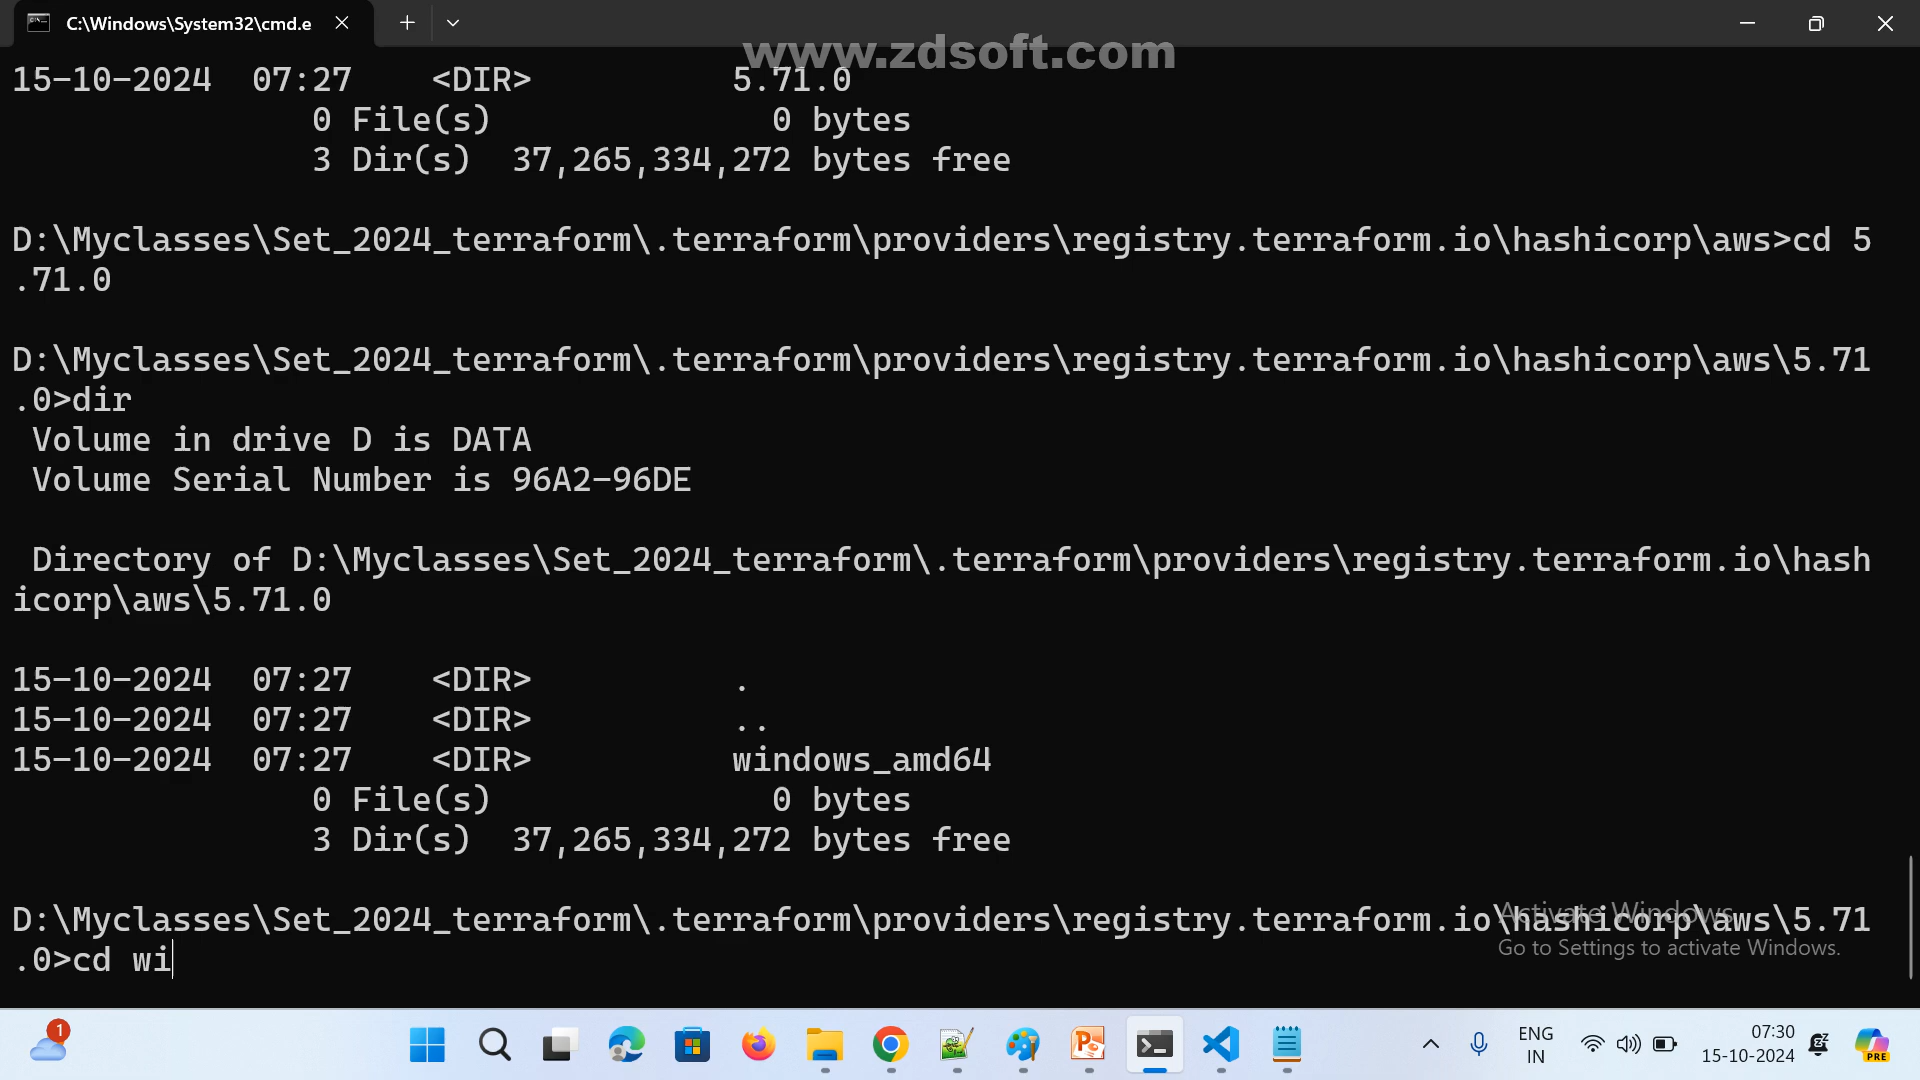 C:\Windows\System32\cmd.e
www.zdsoft.com
15-10-2024  07:27    <DIR>          5.71.0
               0 File(s)              0 bytes
               3 Dir(s)  37,265,334,272 bytes free
D:\Myclasses\Set_2024_terraform\.terraform\providers\registry.terraform.io\hashicorp\aws>cd 5
.71.0
D:\Myclasses\Set_2024_terraform\.terraform\providers\registry.terraform.io\hashicorp\aws\5.71
.0>dir
 Volume in drive D is DATA
 Volume Serial Number is 96A2-96DE
 Directory of D:\Myclasses\Set_2024_terraform\.terraform\providers\registry.terraform.io\hash
icorp\aws\5.71.0
15-10-2024  07:27    <DIR>          .
15-10-2024  07:27    <DIR>          ..
15-10-2024  07:27    <DIR>          windows_amd64
               0 File(s)              0 bytes
               3 Dir(s)  37,265,334,272 bytes free
D:\Myclasses\Set_2024_terraform\.terraform\providers\registry.terraform.io\hashicorp\aws\5.71
.0>cd wi
Activate Windows
Go to Settings to activate Windows.
1
ENG
IN
07:30
15-10-2024
PRE